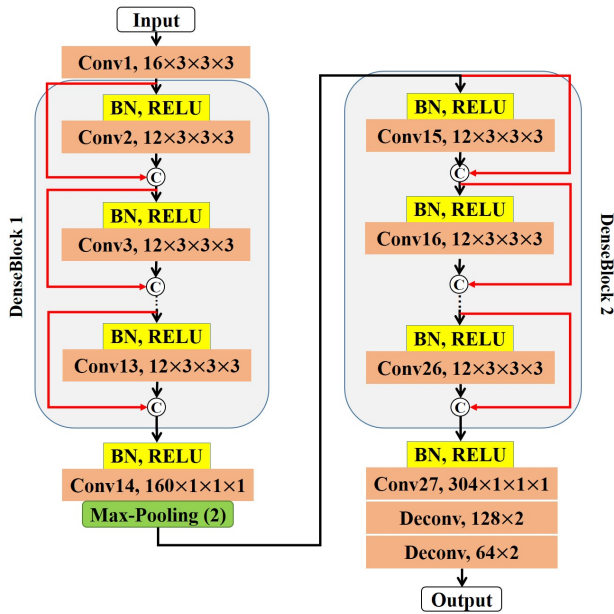 Input
Conv1, 16×3×3×3
BN, RELU
Conv2, 12×3×3×3
C
BN, RELU
Conv3, 12×3×3×3
C
BN, RELU
Conv13, 12×3×3×3
C
DenseBlock 1
BN, RELU
Conv14, 160×1×1×1
Max-Pooling (2)
BN, RELU
Conv15, 12×3×3×3
C
BN, RELU
Conv16, 12×3×3×3
C
BN, RELU
Conv26, 12×3×3×3
C
DenseBlock 2
BN, RELU
Conv27, 304×1×1×1
Deconv, 128×2
Deconv, 64×2
Output